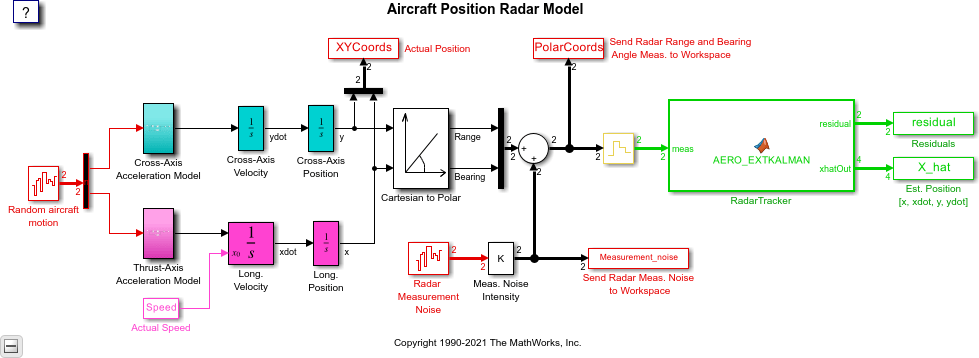 ?
Aircraft Position Radar Model
XYCoords
Actual Position
2
2
PolarCoords
Send Radar Range and Bearing
Angle Meas. to Workspace
2
Cross-Axis
Acceleration Model
1
s
ydot
Cross-Axis
Velocity
1
s
y
Cross-Axis
Position
Range
Bearing
Cartesian to Polar
2
2
+
+
2
2
2
2
2
meas
AERO_EXTKALMAN
residual
xhatOut
RadarTracker
2
2
residual
Residuals
4
4
X_hat
Est. Position
[x, xdot, y, ydot]
2
2
Random aircraft
motion
Thrust-Axis
Acceleration Model
1
s
x₀
xdot
Long.
Velocity
1
s
x
Long.
Position
Speed
Actual Speed
2
2
Radar
Measurement
Noise
K
2
Meas. Noise
Intensity
2
Measurement_noise
Send Radar Meas. Noise
to Workspace
Copyright 1990-2021 The MathWorks, Inc.